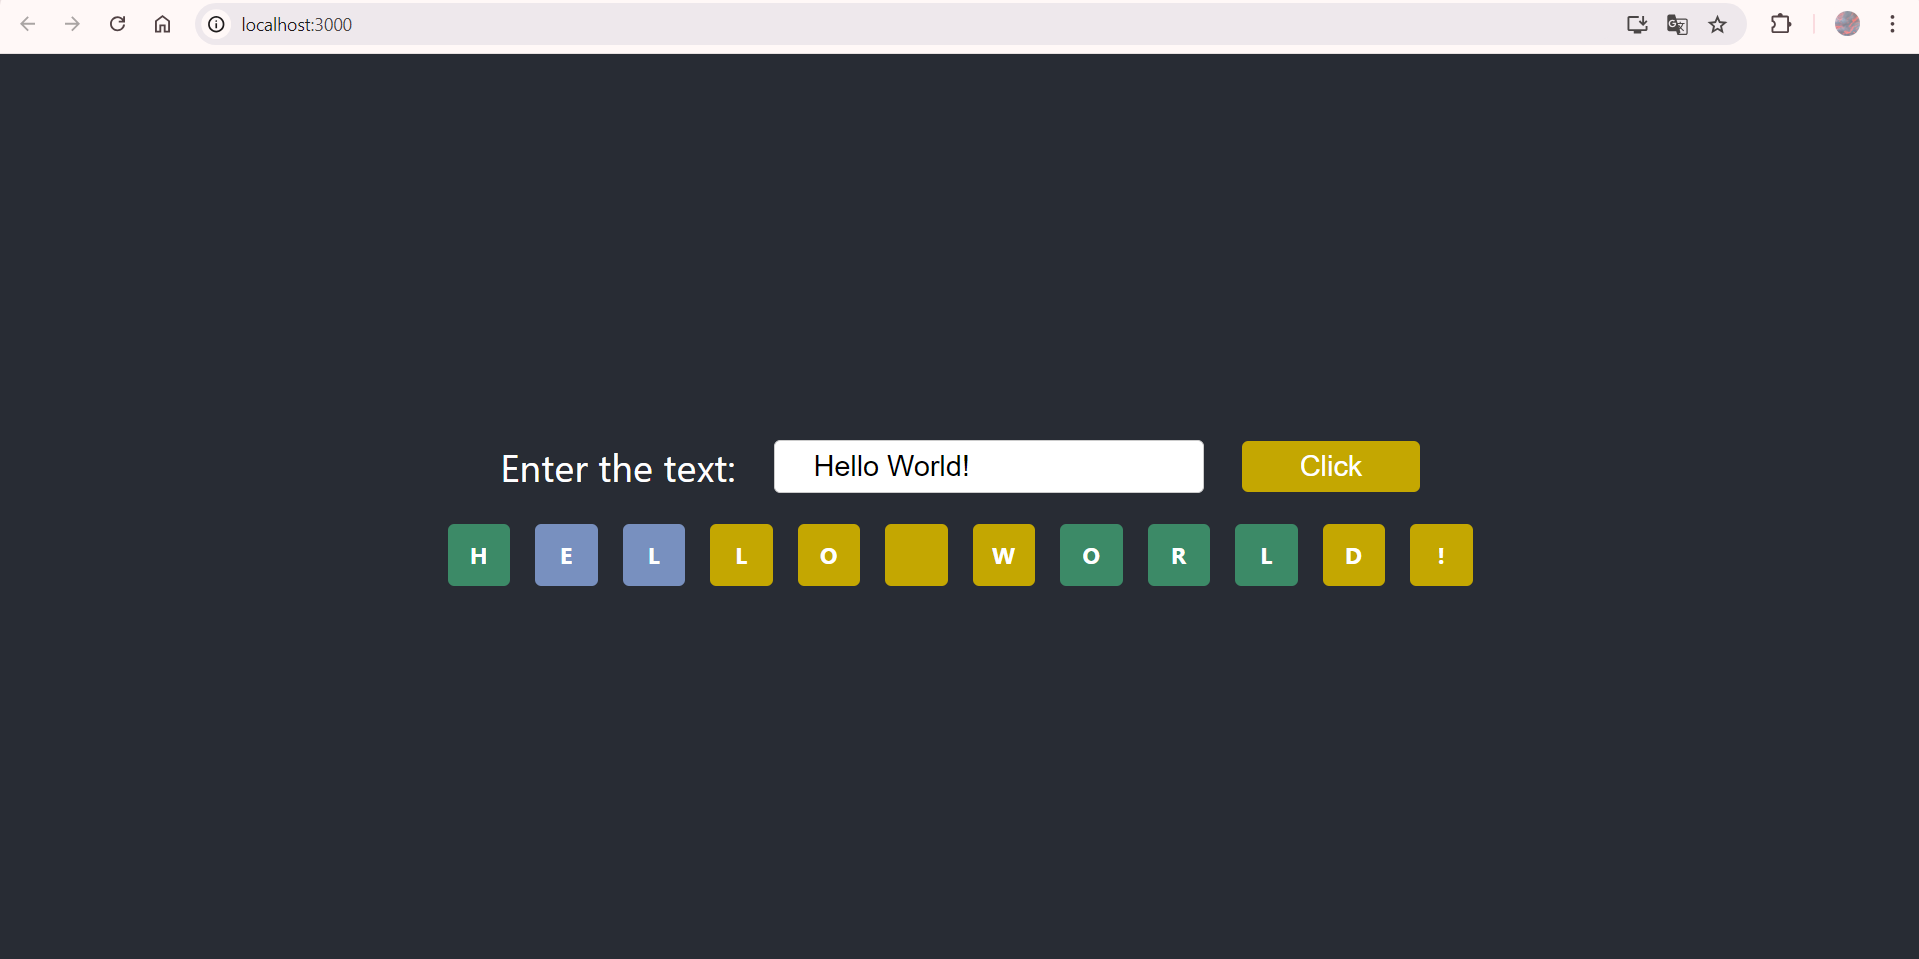 localhost:3000
Enter the text: Hello World! Click
H E L L O W O R L D !